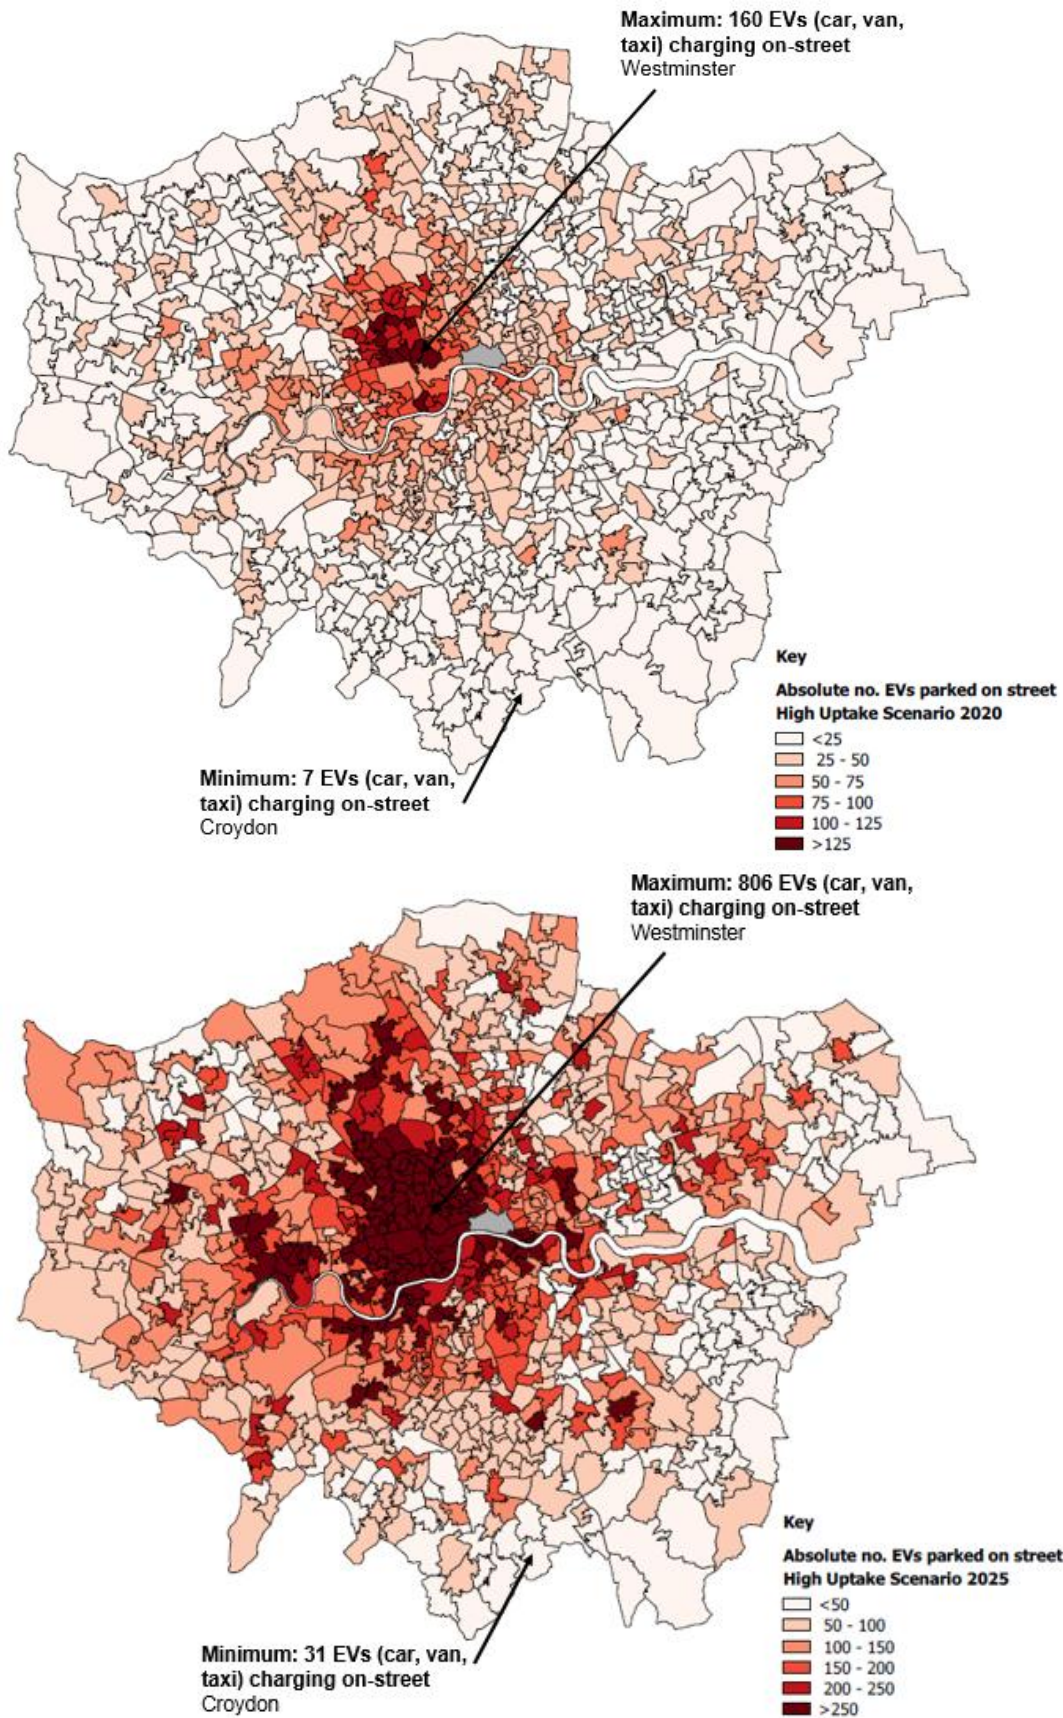 Maximum: 160 EVs (car, van,
taxi) charging on-street
Westminster
Key
Absolute no. EVs parked on street
High Uptake Scenario 2020
<25
25 - 50
50 - 75
75 - 100
100 - 125
>125
Minimum: 7 EVs (car, van,
taxi) charging on-street
Croydon
Maximum: 806 EVs (car, van,
taxi) charging on-street
Westminster
Key
Absolute no. EVs parked on street
High Uptake Scenario 2025
<50
50 - 100
100 - 150
150 - 200
200 - 250
>250
Minimum: 31 EVs (car, van,
taxi) charging on-street
Croydon